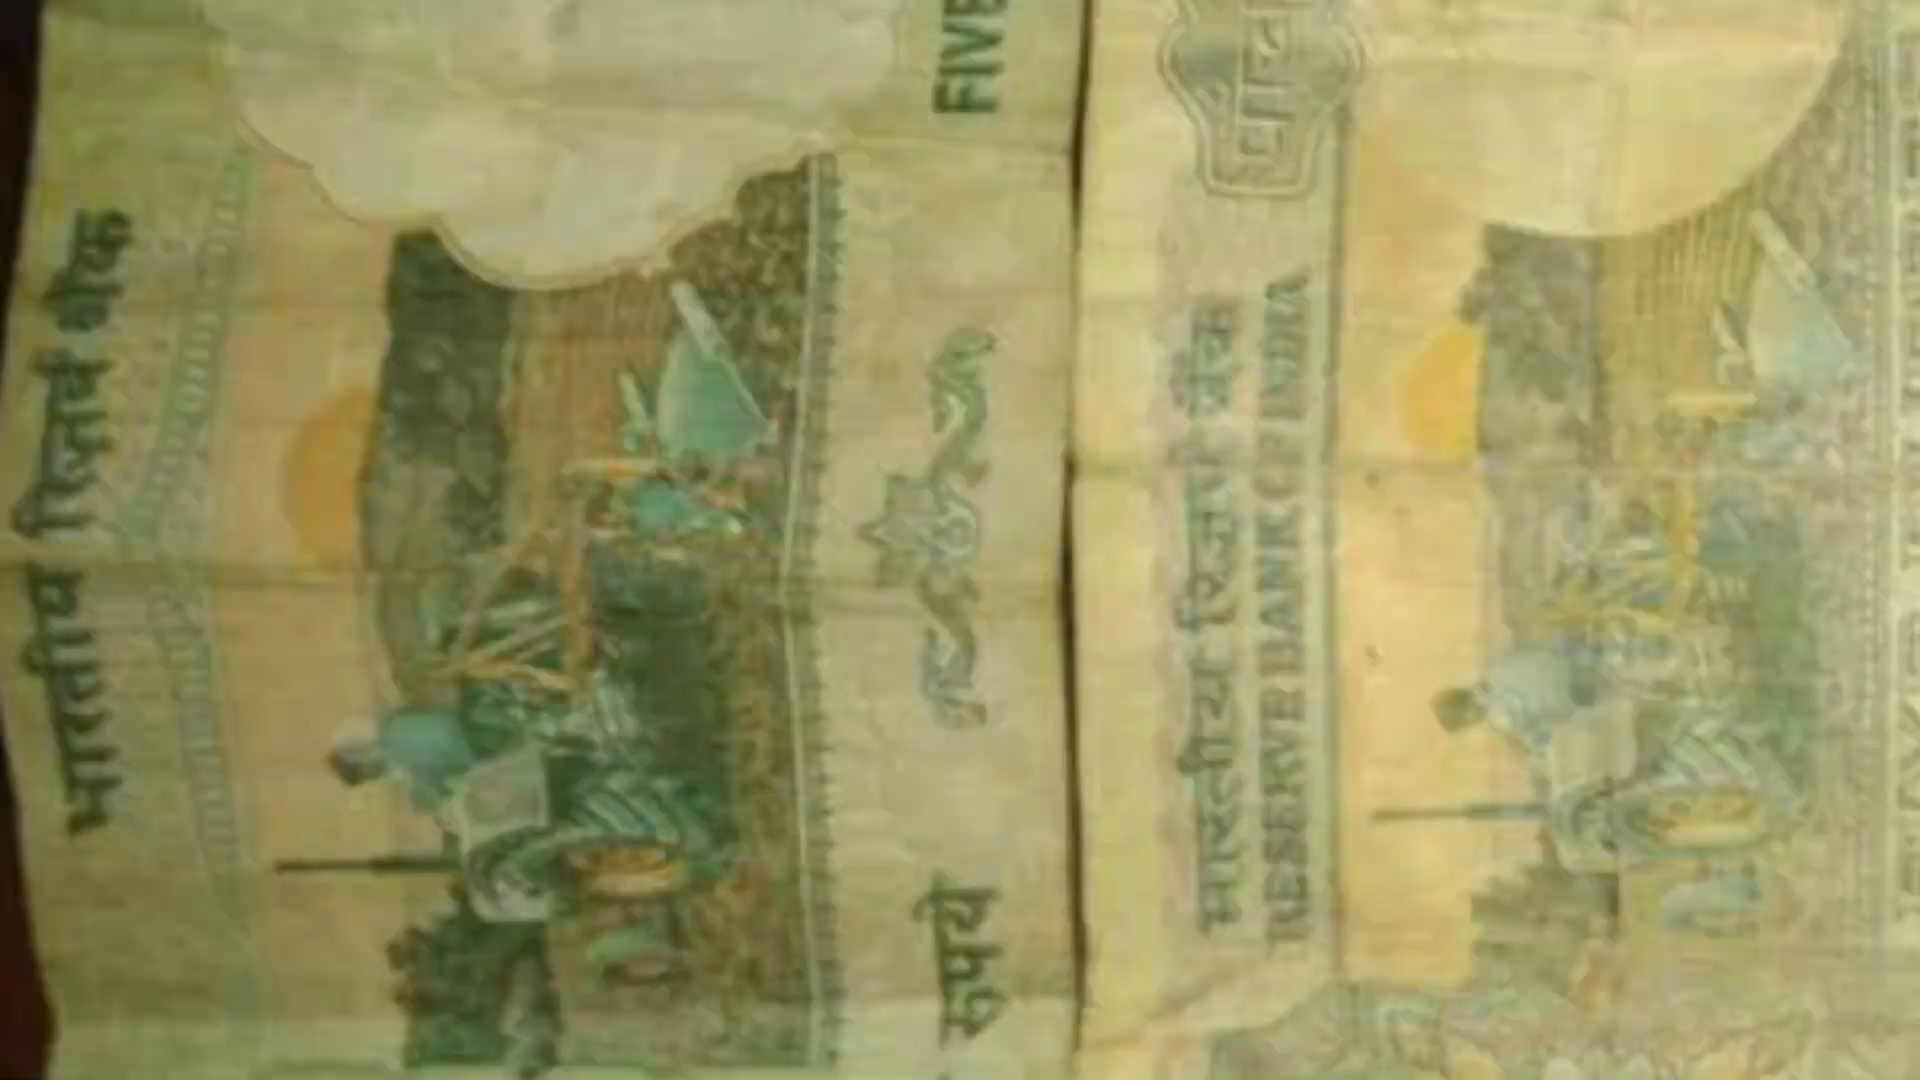 भारतीय रिज़र्व बैंक
FIVE
रुपये
पाँच
भारतीय रिज़र्व बैंक
RESERVE BANK OF INDIA